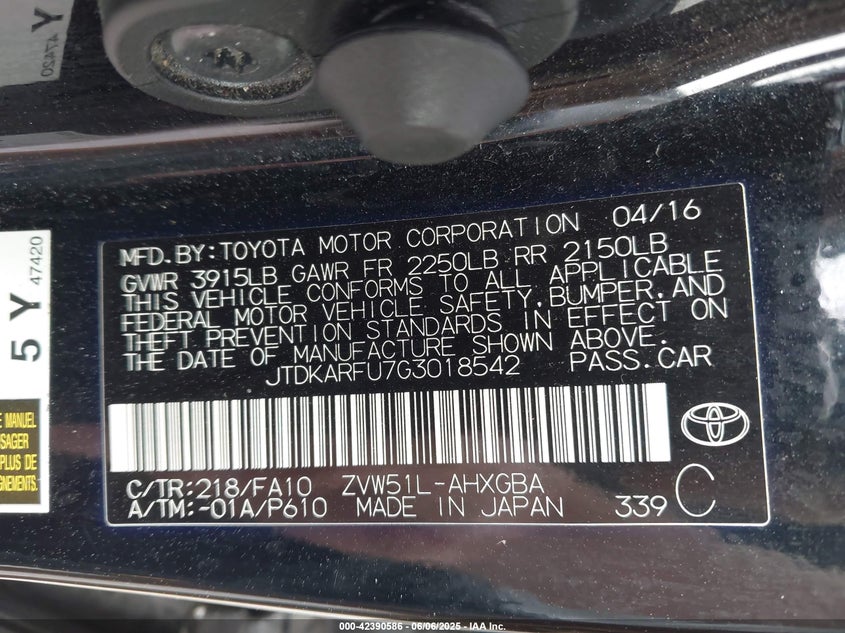 Y
47420
5 Y
47420
E MANUEL
SAGER
PLUS DE
GNEMENTS.
MFD.BY:TOYOTA MOTOR CORPORATION 04/16
GVWR 3915LB GAWR FR 2250LB RR 2150LB
THIS VEHICLE CONFORMS TO ALL APPLICABLE
FEDERAL MOTOR VEHICLE SAFETY,BUMPER,AND
THEFT PREVENTION STANDARDS IN EFFECT ON
THE DATE OF MANUFACTURE SHOWN ABOVE.
JTDKARFU7G3018542 PASS.CAR
C/TR:218/FA10 ZVW51L-AHXGBA
A/TM:-01A/P610 MADE IN JAPAN 339 C
000-42390586 - 06/06/2025 - IAA Inc.